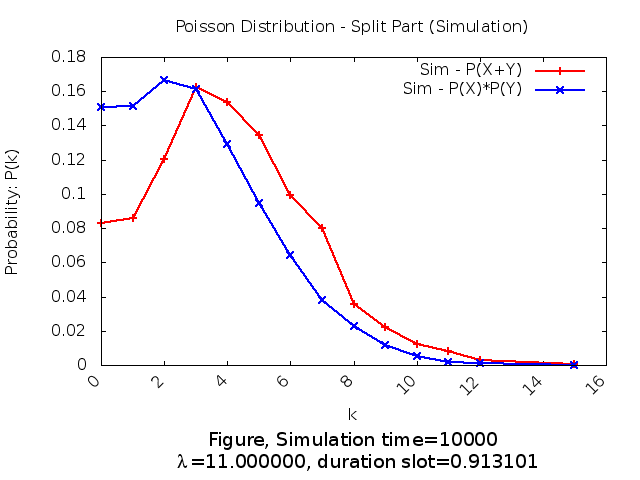 Poisson Distribution - Split Part (Simulation)
Sim - P(X+Y)
Sim - P(X)*P(Y)
Probability: P(k)
0.18
0.16
0.14
0.12
0.1
0.08
0.06
0.04
0.02
0
0 2 4 6 8 10 12 14 16
k
Figure, Simulation time=10000
λ=11.000000, duration slot=0.913101